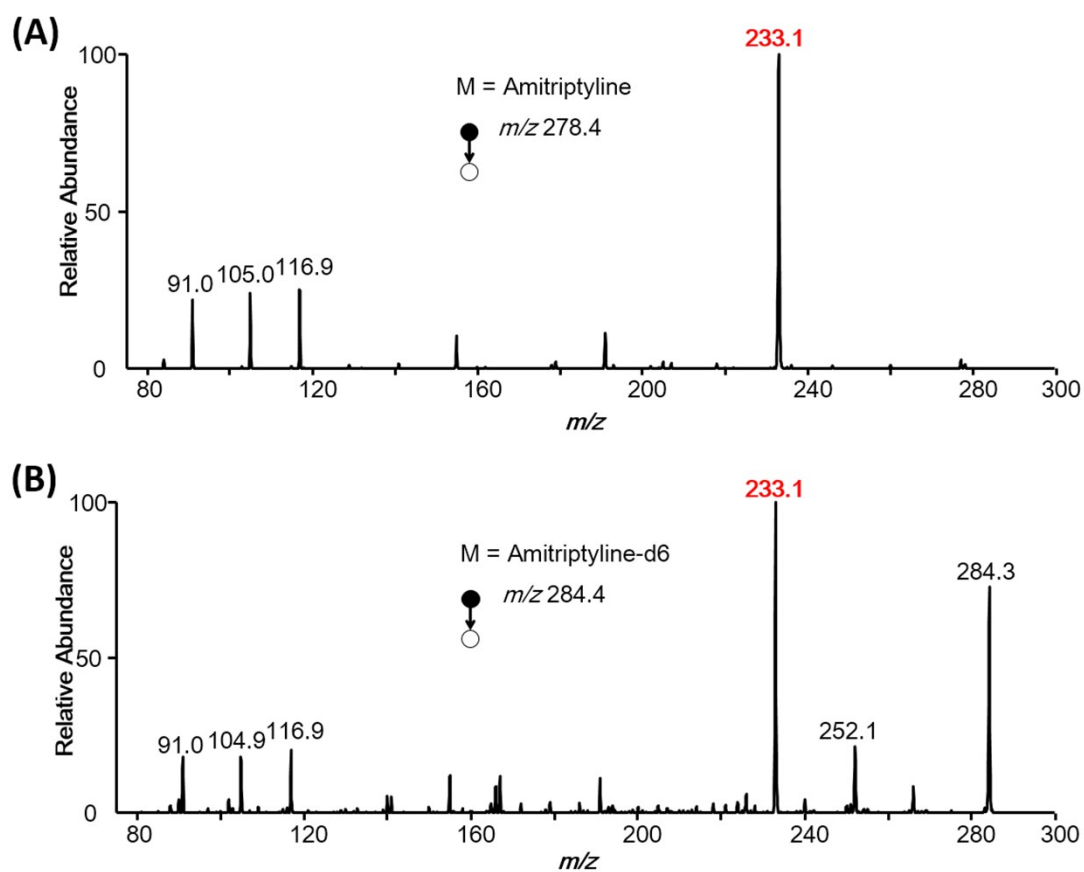 (A)
233.1
100
M = Amitriptyline
m/z 278.4
Relative Abundance
50
91.0 105.0 116.9
0
80 120 160 200 240 280 300
m/z
(B)
233.1
100
M = Amitriptyline-d6
m/z 284.4
284.3
Relative Abundance
50
252.1
91.0 104.9 116.9
0
80 120 160 200 240 280 300
m/z